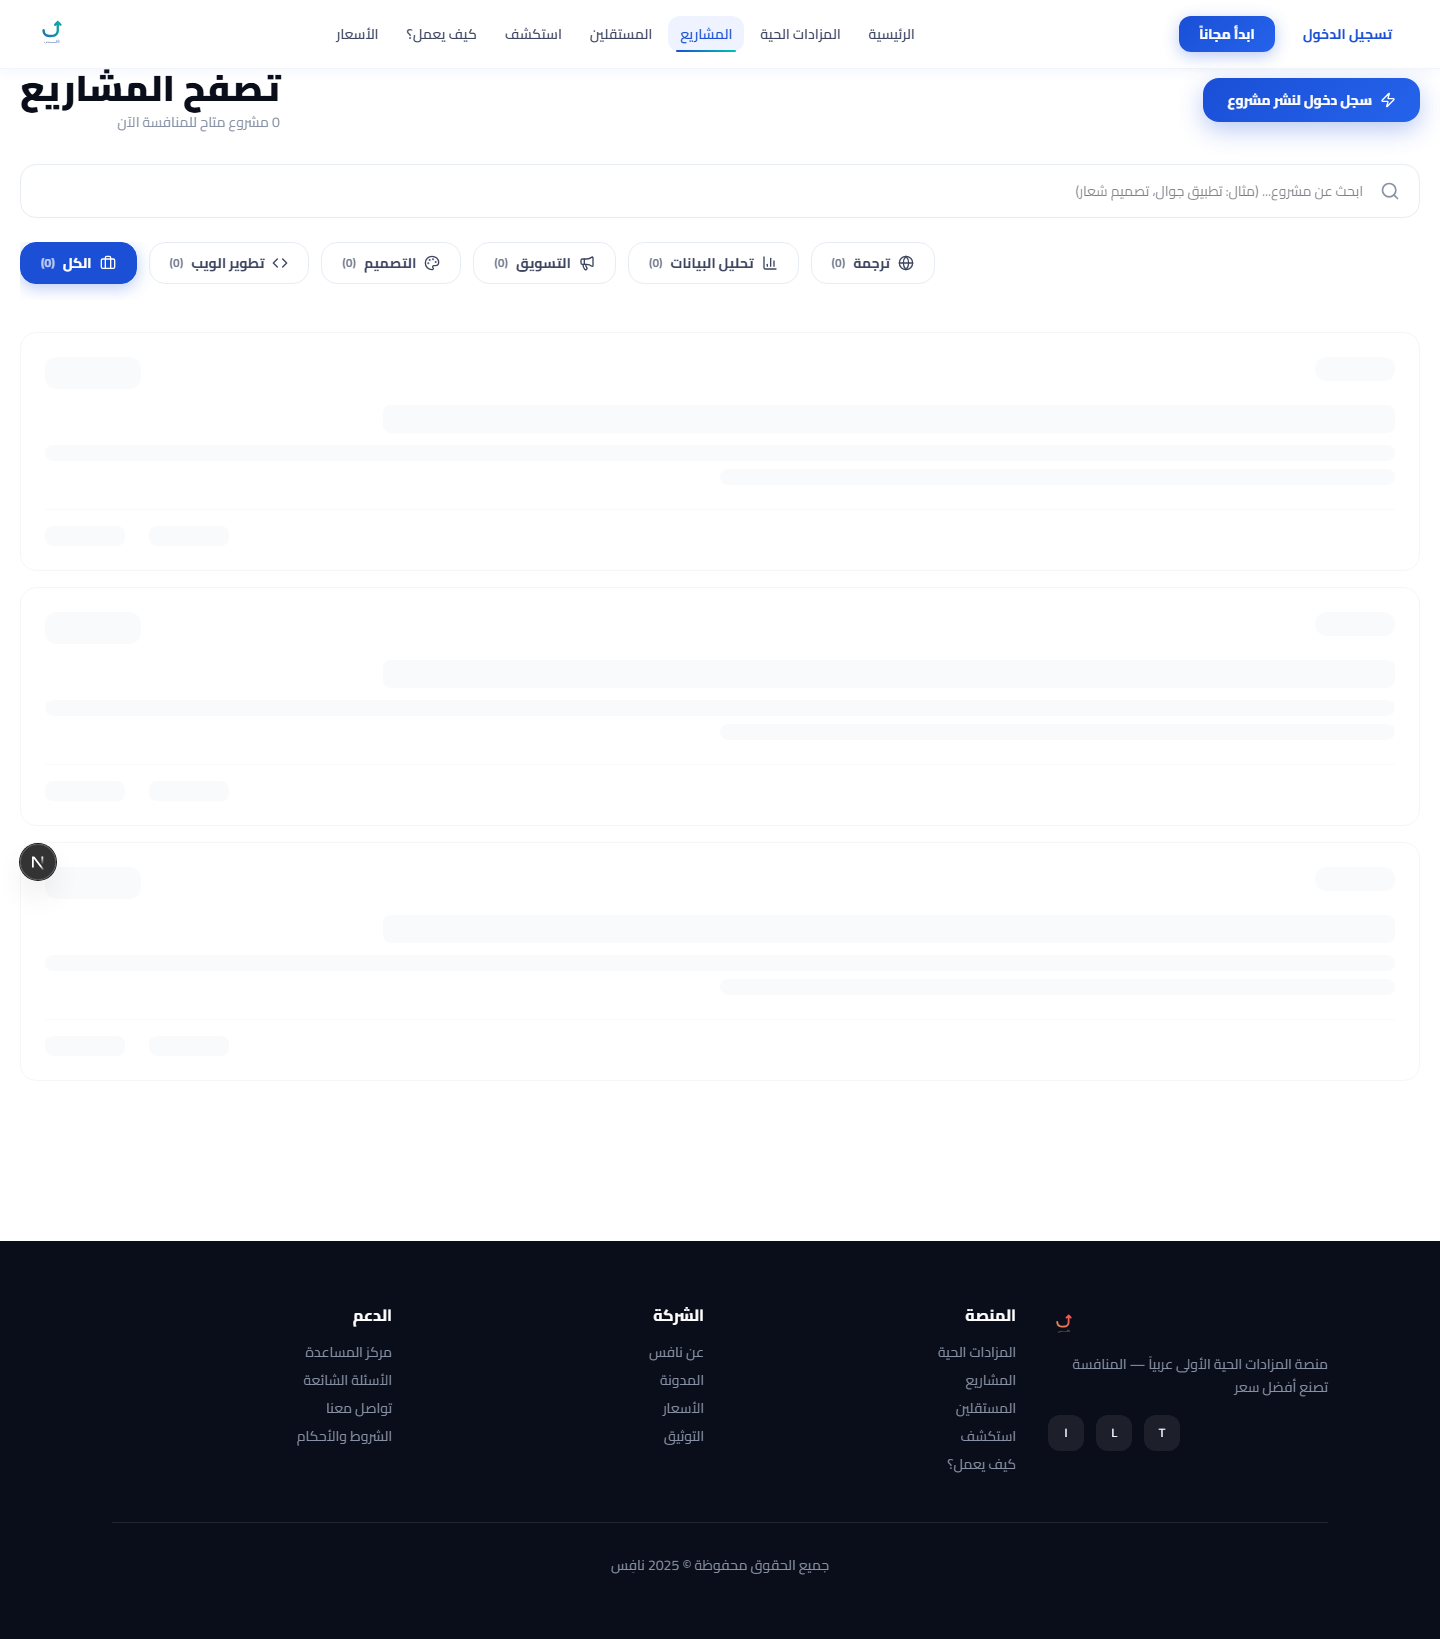 تسجيل الدخول
ابدأ مجاناً
الرئيسية
المزادات الحية
المشاريع
المستقلين
استكشف
كيف يعمل؟
الأسعار
سجل دخول لنشر مشروع
تصفح المشاريع
0 مشروع متاح للمنافسة الآن
ابحث عن مشروع... (مثال: تطبيق جوال، تصميم شعار)
الكل (0)
تطوير الويب (0)
التصميم (0)
التسويق (0)
تحليل البيانات (0)
ترجمة (0)
N
منصة المزادات الحية الأولى عربياً — المنافسة
تصنع أفضل سعر
T
L
I
المنصة
المزادات الحية
المشاريع
المستقلين
استكشف
كيف يعمل؟
الشركة
عن نافس
المدونة
الأسعار
التوثيق
الدعم
مركز المساعدة
الأسئلة الشائعة
تواصل معنا
الشروط والأحكام
جميع الحقوق محفوظة © 2025 نافِس